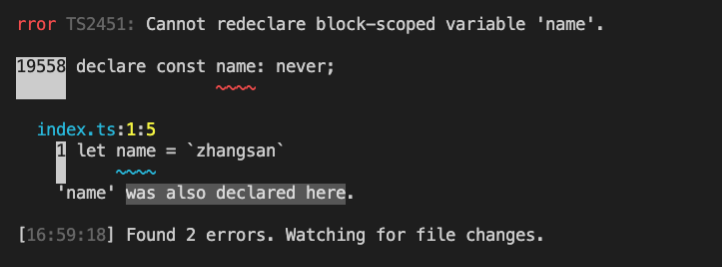 rror TS2451: Cannot redeclare block-scoped variable 'name'.
19558 declare const name: never;
index.ts:1:5
1 let name = `zhangsan`
'name' was also declared here.
[16:59:18] Found 2 errors. Watching for file changes.